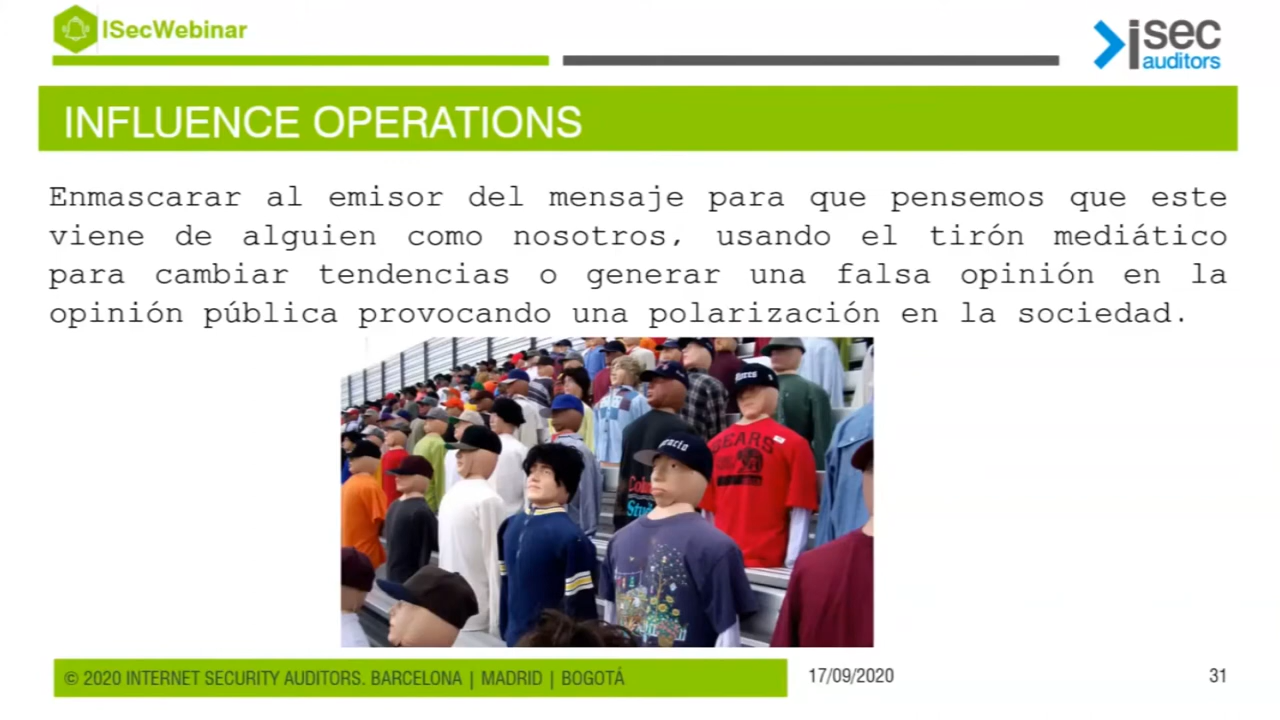 ISecWebinar
isec
auditors
INFLUENCE OPERATIONS
Enmascarar al emisor del mensaje para que pensemos que este
viene de alguien como nosotros, usando el tirón mediático
para cambiar tendencias o generar una falsa opinión en la
opinión pública provocando una polarización en la sociedad.
© 2020 INTERNET SECURITY AUDITORS. BARCELONA | MADRID | BOGOTÁ
17/09/2020
31